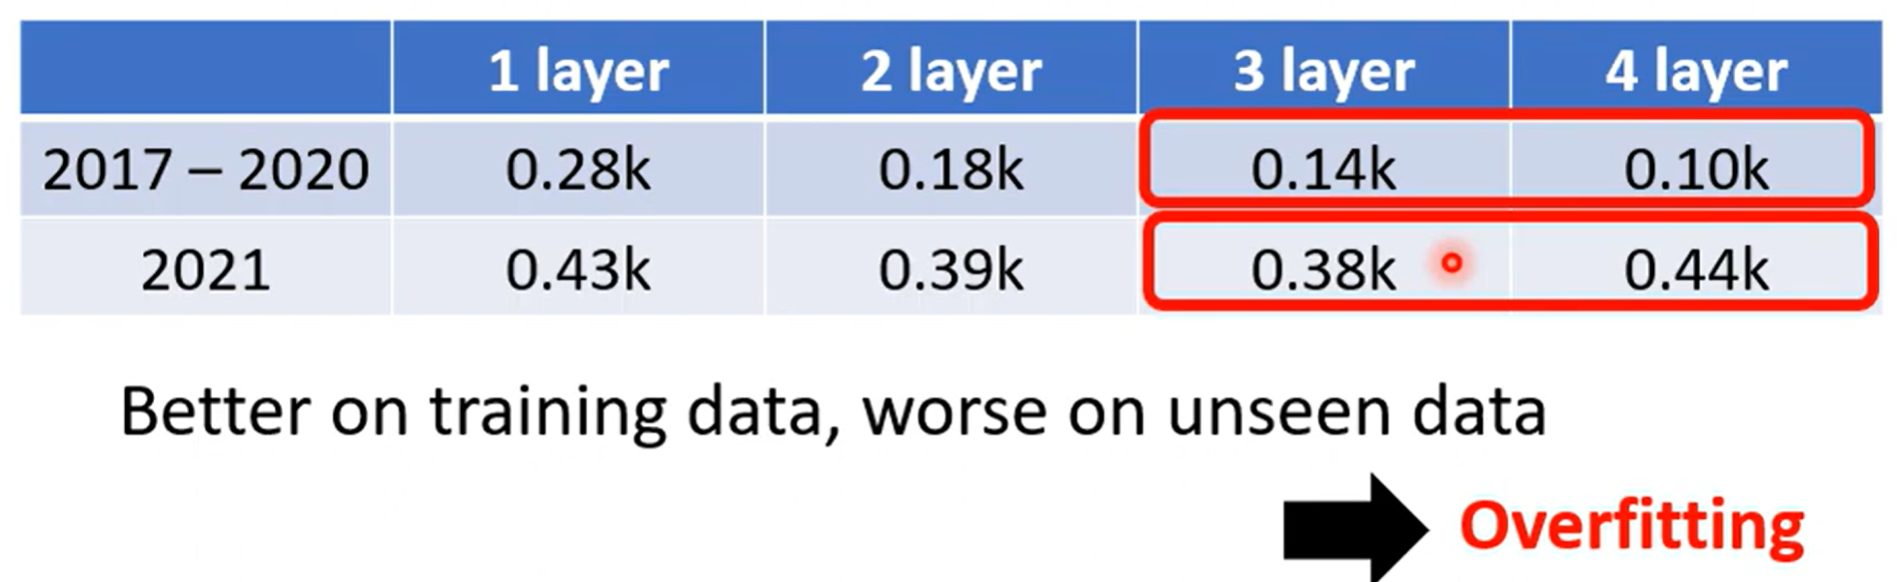 1 layer 2 layer 3 layer 4 layer
2017 – 2020 0.28k 0.18k 0.14k 0.10k
2021 0.43k 0.39k 0.38k 0.44k
Better on training data, worse on unseen data
Overfitting